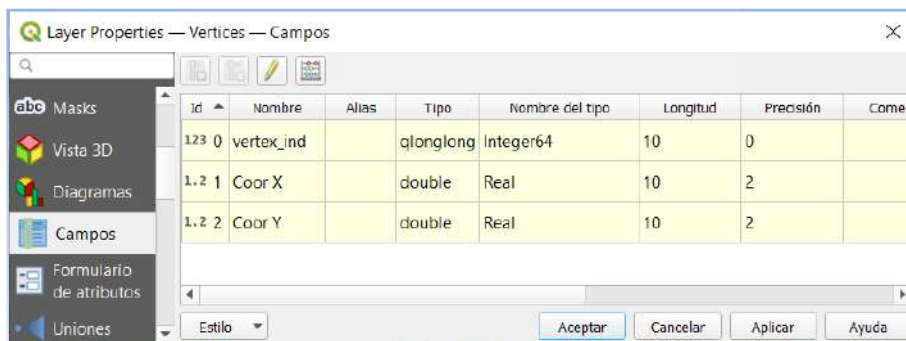 Layer Properties — Vertices — Campos
abc Masks
Vista 3D
Diagramas
Campos
Formulario
de atributos
Uniones
Id Nombre Alias Tipo Nombre del tipo Longitud Precisión Come
123 0 vertex_ind qlonglong Integer64 10 0
1.2 1 Coor X double Real 10 2
1.2 2 Coor Y double Real 10 2
Estilo Aceptar Cancelar Aplicar Ayuda